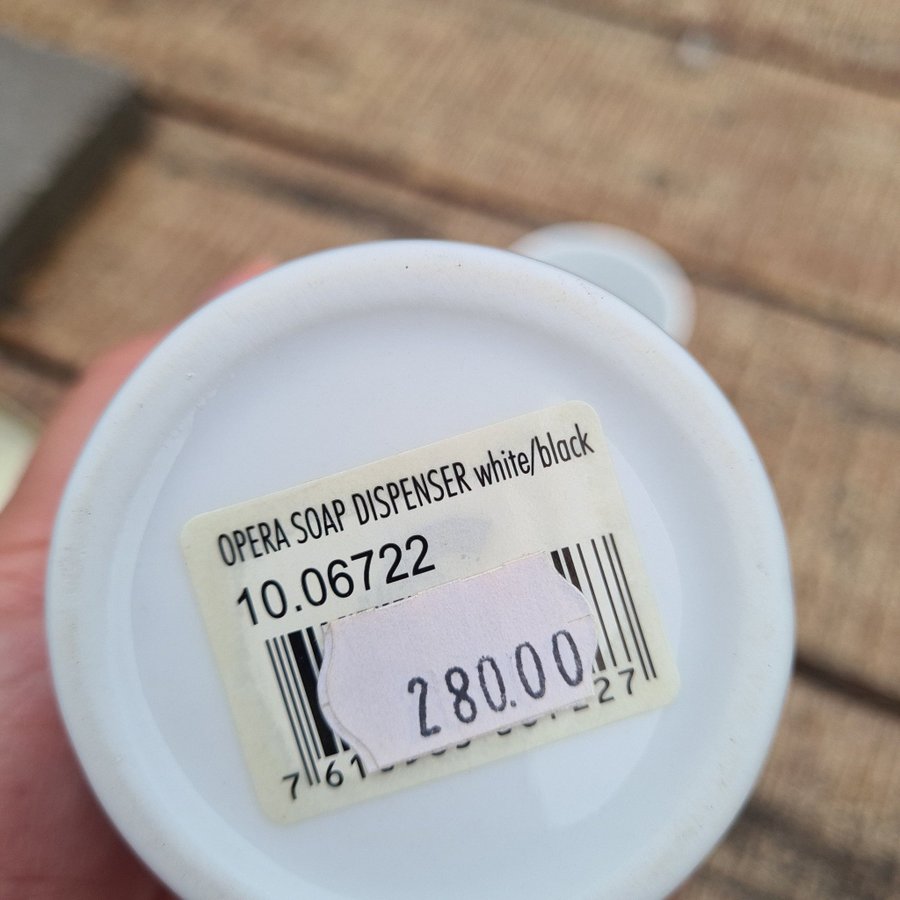 OPERA SOAP DISPENSER white/black
10.06722
280.00